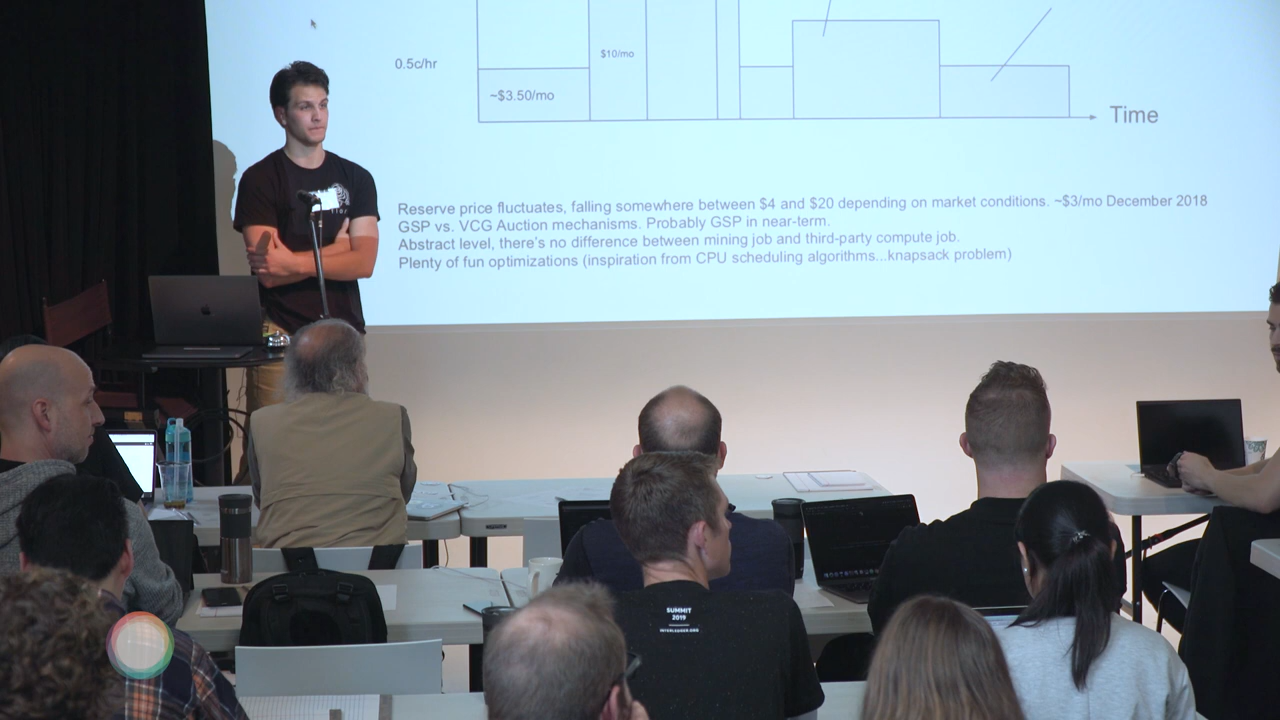 0.5c/hr
$10/mo
~$3.50/mo
Time
Reserve price fluctuates, falling somewhere between $4 and $20 depending on market conditions. ~$3/mo December 2018
GSP vs. VCG Auction mechanisms. Probably GSP in near-term.
Abstract level, there's no difference between mining job and third-party compute job.
Plenty of fun optimizations (inspiration from CPU scheduling algorithms...knapsack problem)
SUMMIT
2019